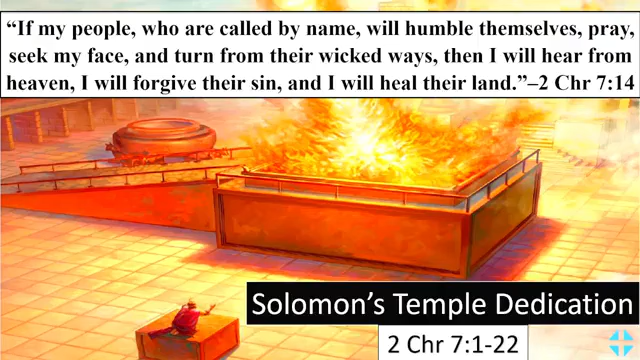 “If my people, who are called by name, will humble themselves, pray,
seek my face, and turn from their wicked ways, then I will hear from
heaven, I will forgive their sin, and I will heal their land.”–2 Chr 7:14
Solomon’s Temple Dedication
2 Chr 7:1-22